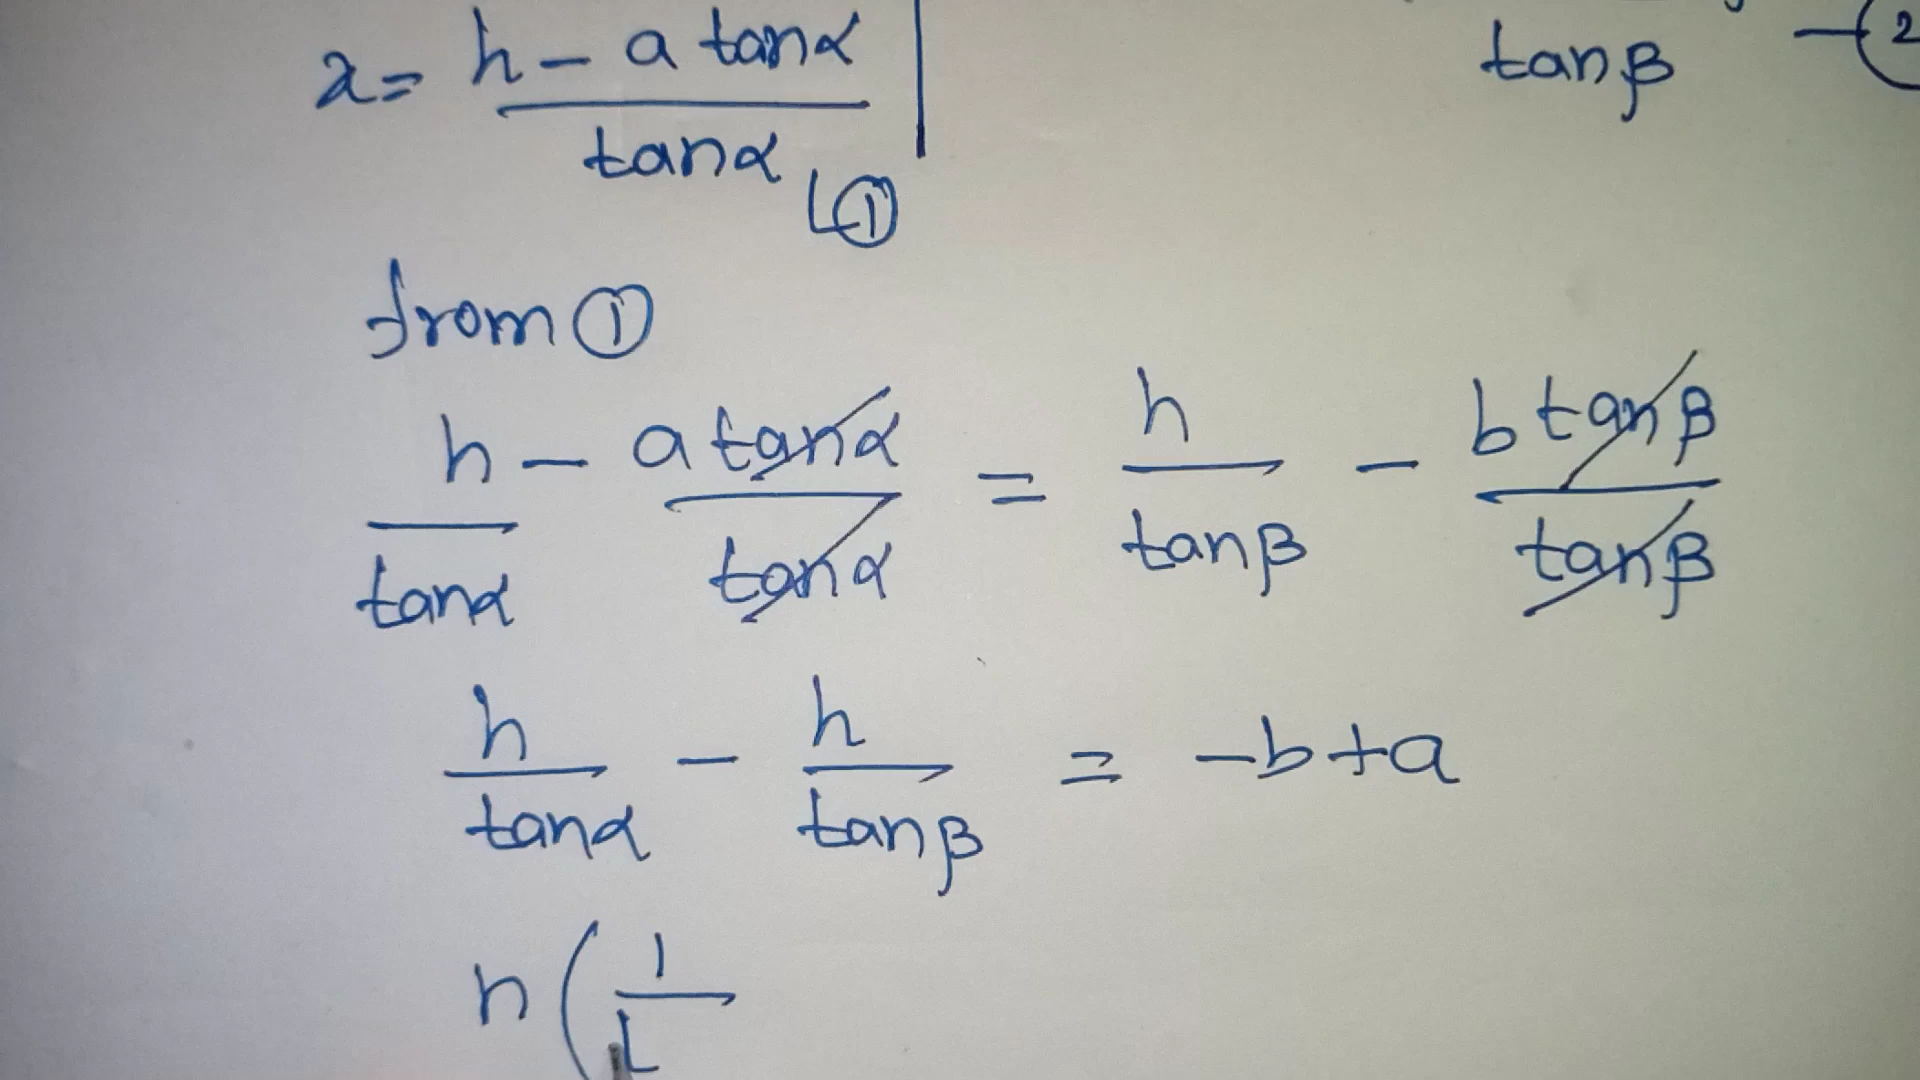 x = h - a tanα / tanα ①
tanβ — ②
from ①
h / tanα - a tanα / tanα = h / tanβ - b tanβ / tanβ
h / tanα - h / tanβ = -b + a
h ( 1 /